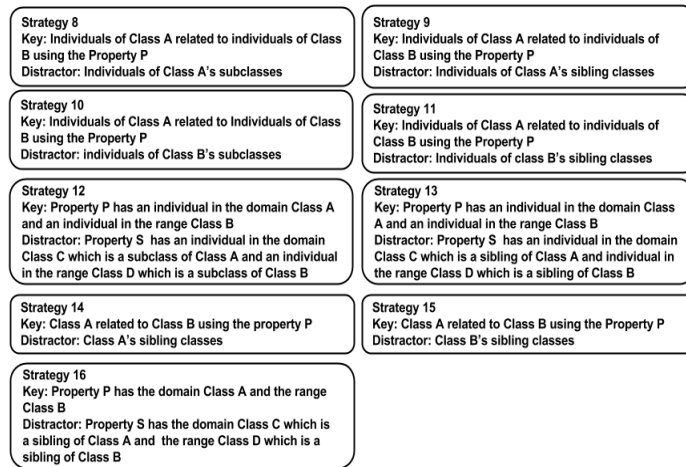 Strategy 8
Key: Individuals of Class A related to individuals of Class
B using the Property P
Distractor: Individuals of Class A's subclasses
Strategy 9
Key: Individuals of Class A related to individuals of
Class B using the Property P
Distractor: Individuals of Class A's sibling classes
Strategy 10
Key: Individuals of Class A related to Individuals of Class
B using the Property P
Distractor: individuals of Class B's subclasses
Strategy 11
Key: Individuals of Class A related to individuals of
Class B using the Property P
Distractor: Individuals of class B's sibling classes
Strategy 12
Key: Property P has an individual in the domain Class A
and an individual in the range Class B
Distractor: Property S has an individual in the domain
Class C which is a subclass of Class A and an individual
in the range Class D which is a subclass of Class B
Strategy 13
Key: Property P has an individual in the domain Class
A and an individual in the range Class B
Distractor: Property S has an individual in the domain
Class C which is a sibling of Class A and individual in
the range Class D which is a sibling of Class B
Strategy 14
Key: Class A related to Class B using the property P
Distractor: Class A's sibling classes
Strategy 15
Key: Class A related to Class B using the Property P
Distractor: Class B's sibling classes
Strategy 16
Key: Property P has the domain Class A and the range
Class B
Distractor: Property S has the domain Class C which is
a sibling of Class A and the range Class D which is a
sibling of Class B